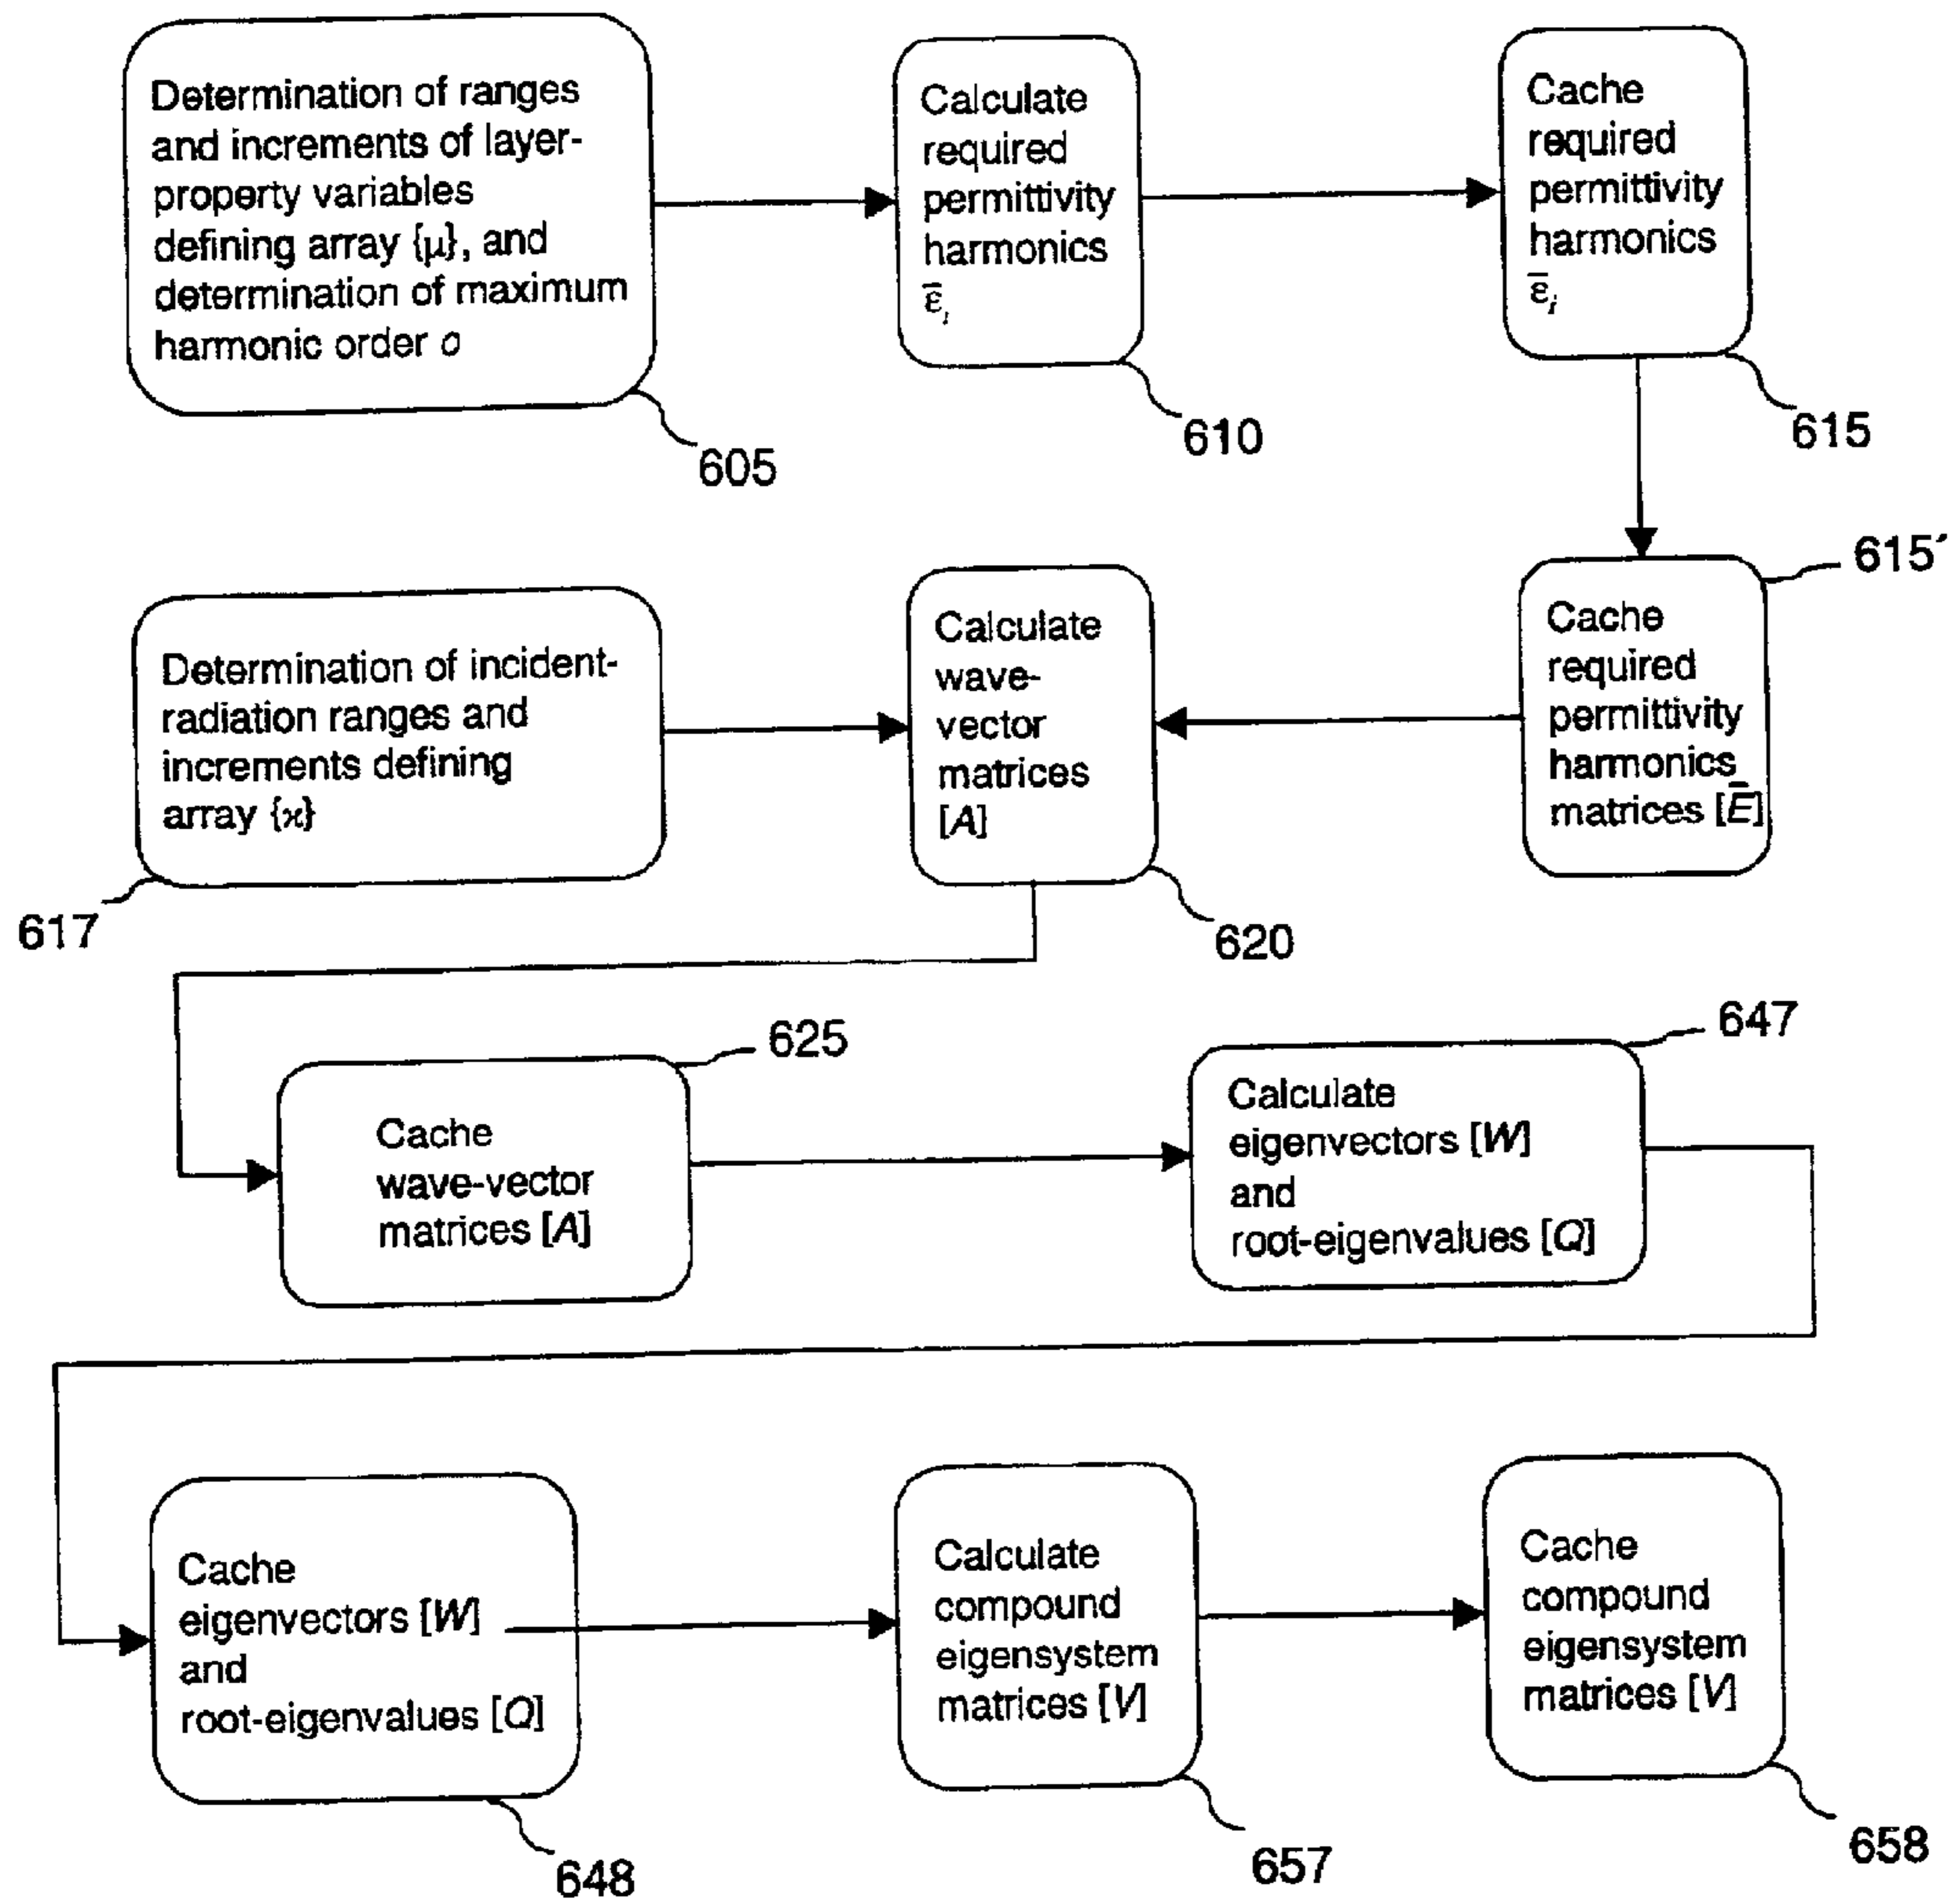 Determination of ranges
and increments of layer-
property variables
defining array {μ}, and
determination of maximum
harmonic order o
605
Calculate
required
permittivity
harmonics
ε̅ᵢ
610
Cache
required
permittivity
harmonics
ε̅ᵢ
615
615´
Cache
required
permittivity
harmonics
matrices [E̅]
Determination of incident-
radiation ranges and
increments defining
array {ϰ}
617
Calculate
wave-
vector
matrices
[A]
620
625
Cache
wave-vector
matrices [A]
647
Calculate
eigenvectors [W]
and
root-eigenvalues [Q]
Cache
eigenvectors [W]
and
root-eigenvalues [Q]
648
Calculate
compound
eigensystem
matrices [V]
657
Cache
compound
eigensystem
matrices [V]
658